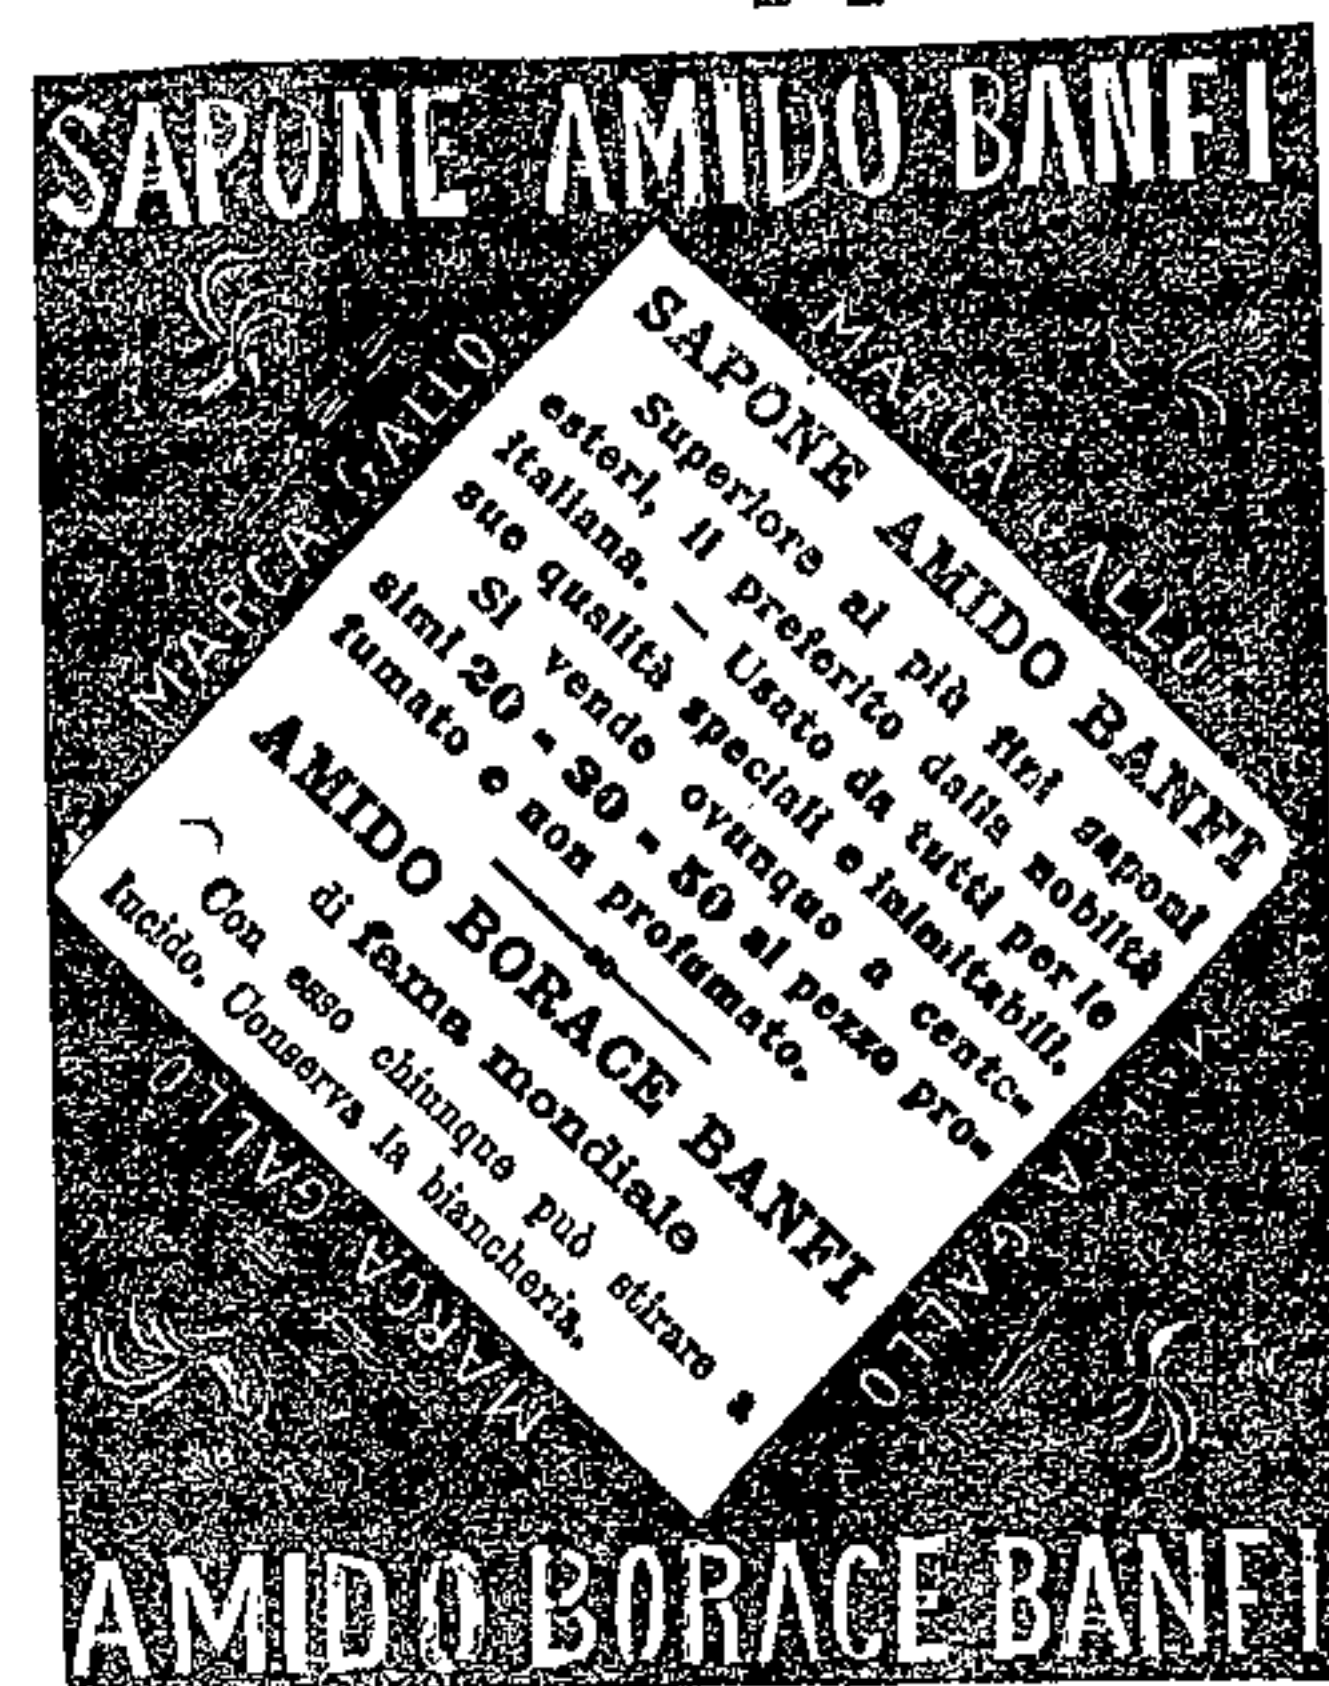 SAPONE AMIDO BANFI
MARCA GALLO
MARCA GALLO
SAPONE AMIDO BANFI
Superiore ai più fini saponi
esteri, il preferito dalla nobiltà
italiana. — Usato da tutti per le
sue qualità speciali e inimitabili.
Si vende ovunque a cente-
simi 20 - 30 - 50 al pezzo pro-
fumato e non profumato.
AMIDO BORACE BANFI
di fama mondiale
Con esso chiunque può stirare a
lucido. Conserva la biancheria.
MARCA GALLO
MARCA GALLO
AMIDO BORACE BANFI